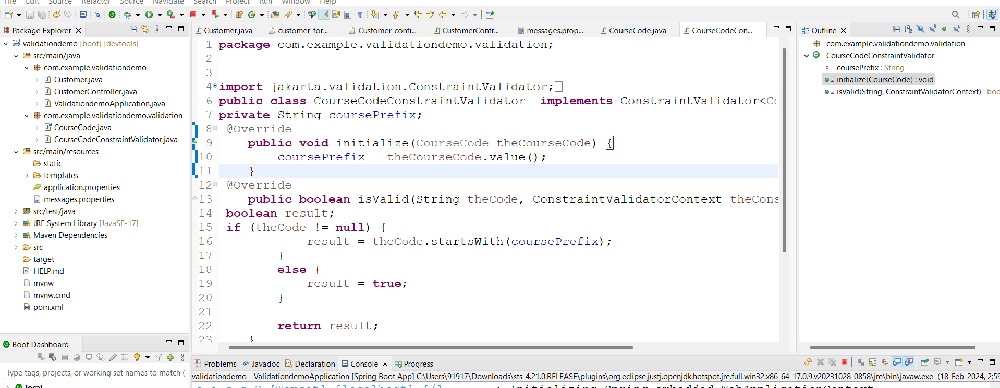 File Edit Source Refactor Source Navigate Search Project Run Window Help
Package Explorer
validationdemo [boot] [devtools]
src/main/java
com.example.validationdemo
Customer.java
CustomerController.java
ValidationdemoApplication.java
com.example.validationdemo.validation
CourseCode.java
CourseCodeConstraintValidator.java
src/main/resources
static
templates
application.properties
messages.properties
src/test/java
JRE System Library [JavaSE-17]
Maven Dependencies
src
target
HELP.md
mvnw
mvnw.cmd
pom.xml
Boot Dashboard
Type tags, projects, or working set names to match (
local
Customer.java customer-for... Customer-confi... CustomerContr... messages.prop... CourseCode.java CourseCodeCon...
1 package com.example.validationdemo.validation;
2
3
4 import jakarta.validation.ConstraintValidator;
6 public class CourseCodeConstraintValidator implements ConstraintValidator<Co
7 private String coursePrefix;
8 @Override
9 public void initialize(CourseCode theCourseCode) {
10 coursePrefix = theCourseCode.value();
11 }
12 @Override
13 public boolean isValid(String theCode, ConstraintValidatorContext theCons
14 boolean result;
15 if (theCode != null) {
16 result = theCode.startsWith(coursePrefix);
17 }
18 else {
19 result = true;
20 }
21
22 return result;
23 }
Outline
com.example.validationdemo.validation
CourseCodeConstraintValidator
coursePrefix : String
initialize(CourseCode) : void
isValid(String, ConstraintValidatorContext) : boo
Problems Javadoc Declaration Console Progress
validationdemo - ValidationdemoApplication [Spring Boot App] C:\Users\91917\Downloads\sts-4.21.0.RELEASE\plugins\org.eclipse.justj.openjdk.hotspot.jre.full.win32.x86_64_17.0.9.v20231028-0858\jre\bin\javaw.exe (18-Feb-2024, 2:59
: Initializing Spring embedded WebApplicationContext